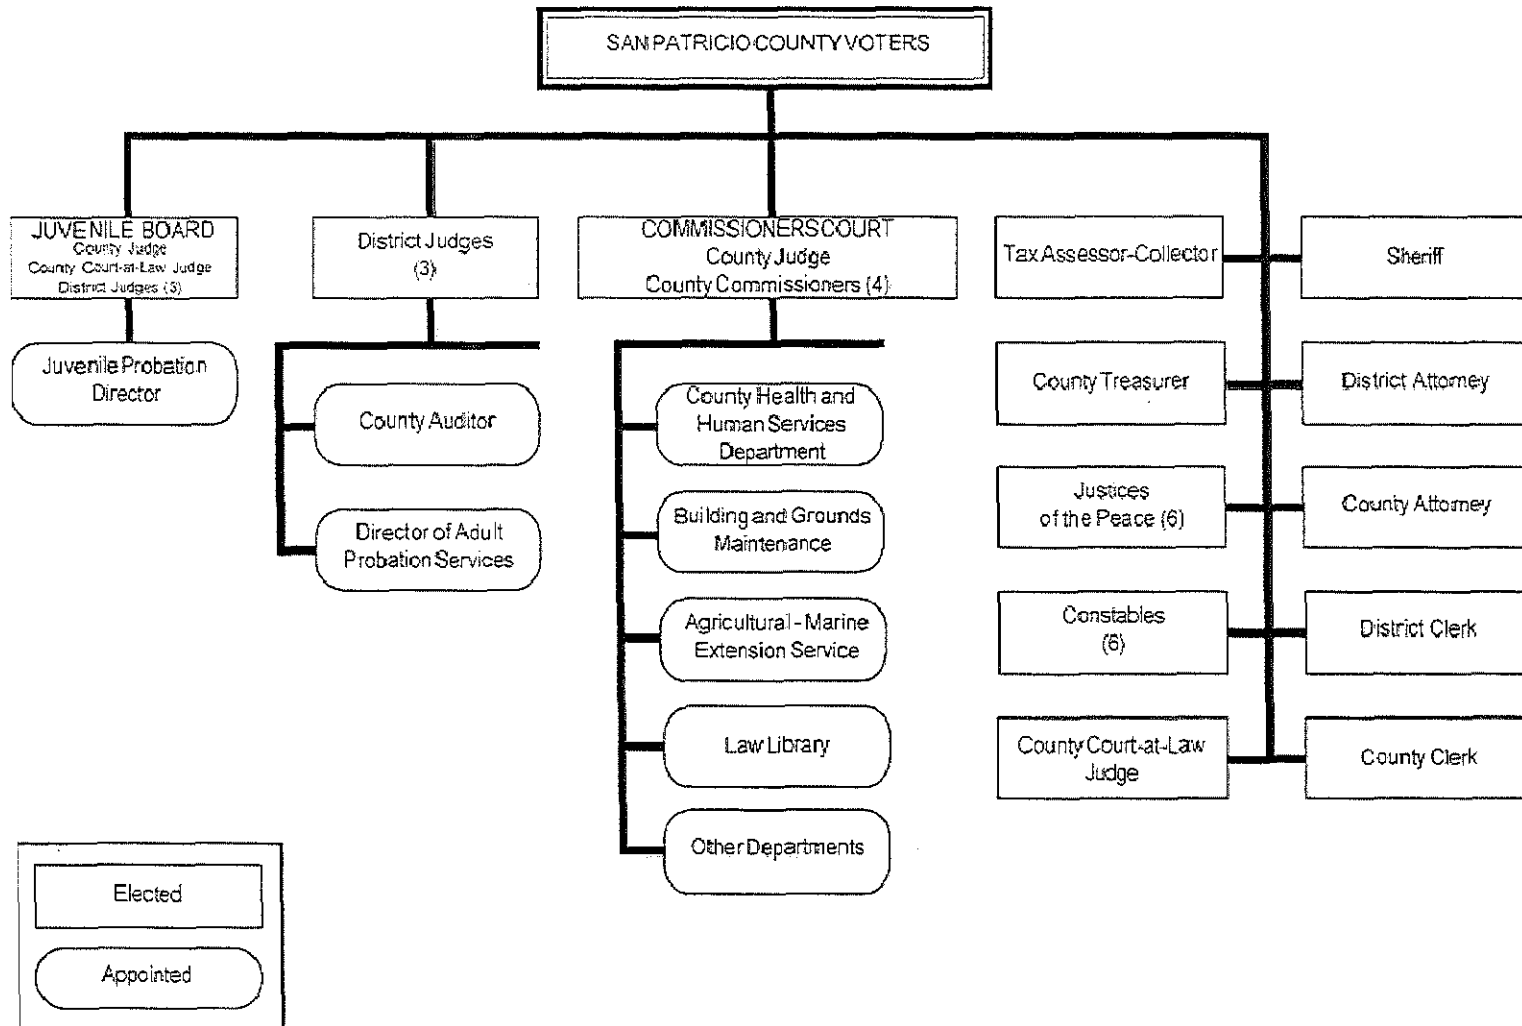 SAN PATRICIO COUNTY VOTERS
JUVENILE BOARD
County Judge
County Court-at-Law Judge
District Judges (3)
Juvenile Probation
Director
District Judges
(3)
County Auditor
Director of Adult
Probation Services
COMMISSIONERS COURT
County Judge
County Commissioners (4)
County Health and
Human Services
Department
Building and Grounds
Maintenance
Agricultural - Marine
Extension Service
Law Library
Other Departments
Tax Assessor-Collector
Sheriff
County Treasurer
District Attorney
Justices
of the Peace (6)
County Attorney
Constables
(6)
District Clerk
County Court-at-Law
Judge
County Clerk
Elected
Appointed